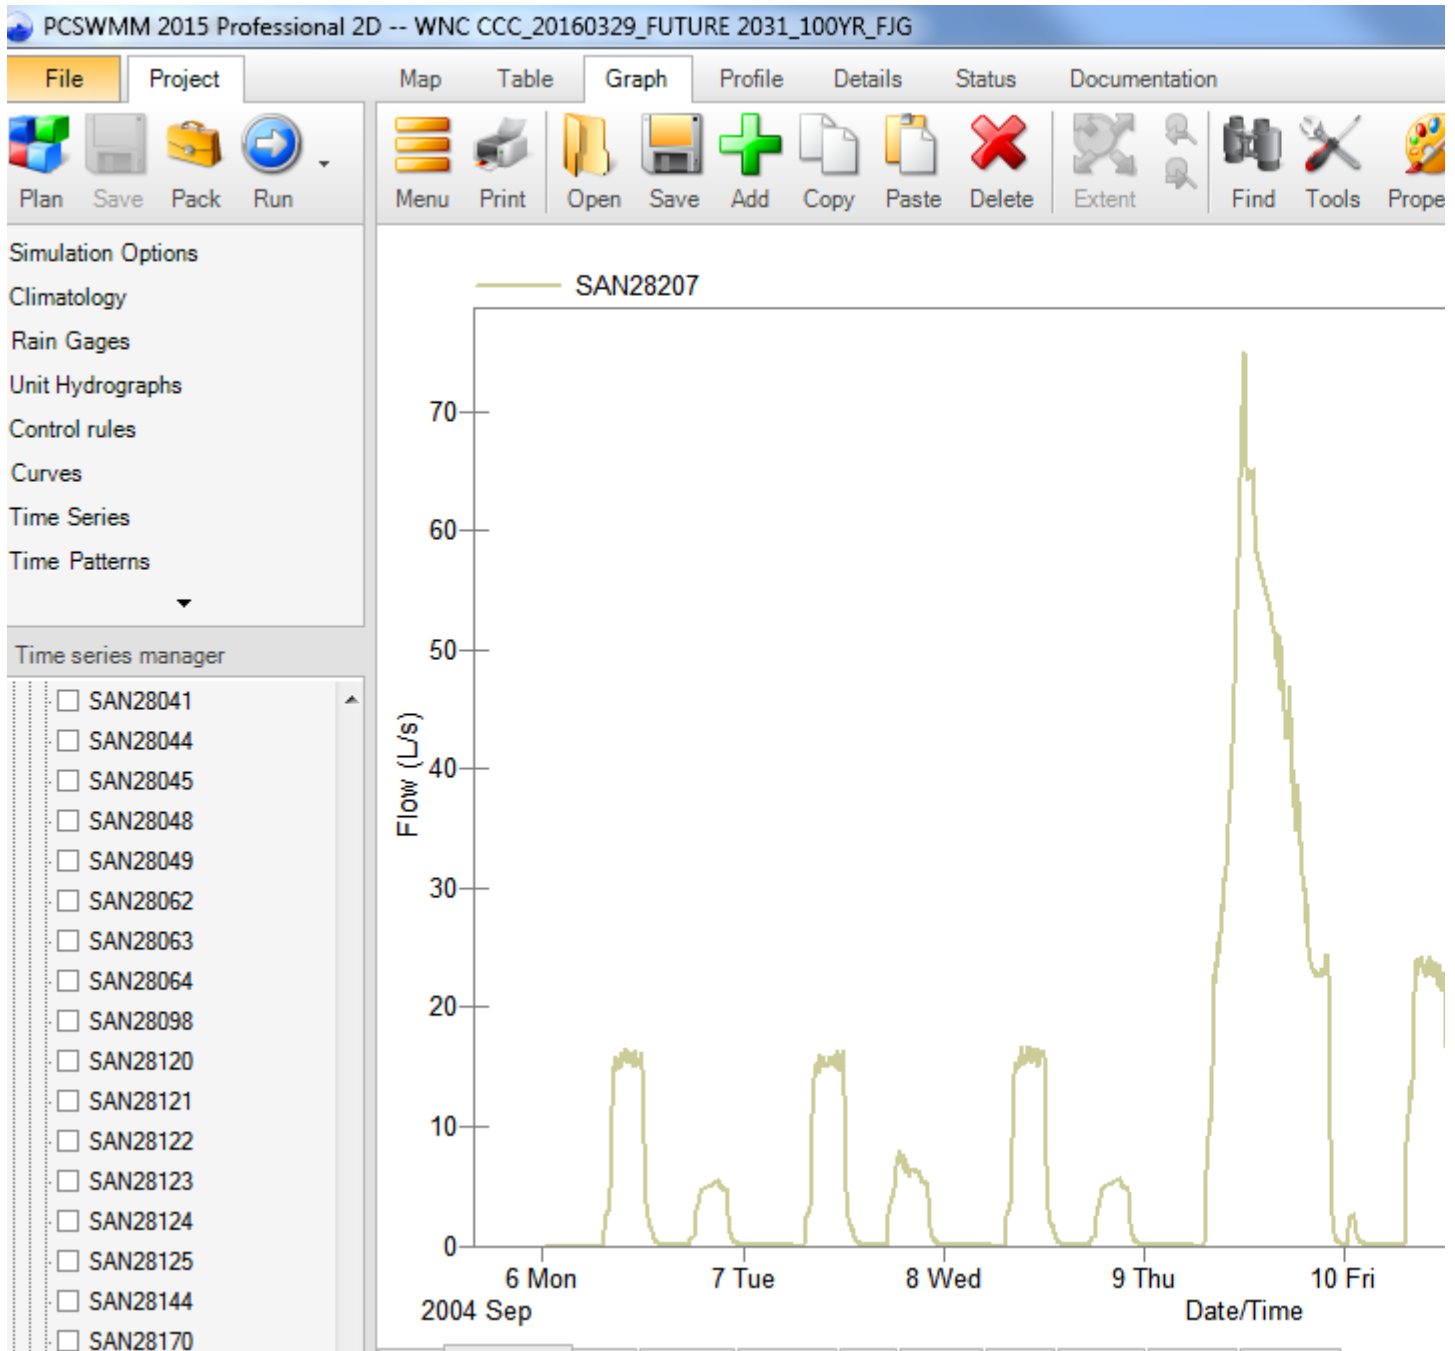 PCSWMM 2015 Professional 2D -- WNC CCC_20160329_FUTURE 2031_100YR_FJG
File Project Map Table Graph Profile Details Status Documentation
Plan Save Pack Run Menu Print Open Save Add Copy Paste Delete Extent Find Tools Prope
Simulation Options
Climatology
Rain Gages
Unit Hydrographs
Control rules
Curves
Time Series
Time Patterns
Time series manager
SAN28041
SAN28044
SAN28045
SAN28048
SAN28049
SAN28062
SAN28063
SAN28064
SAN28098
SAN28120
SAN28121
SAN28122
SAN28123
SAN28124
SAN28125
SAN28144
SAN28170
SAN28207
Flow (L/s)
70
60
50
40
30
20
10
0
6 Mon 7 Tue 8 Wed 9 Thu 10 Fri
2004 Sep Date/Time